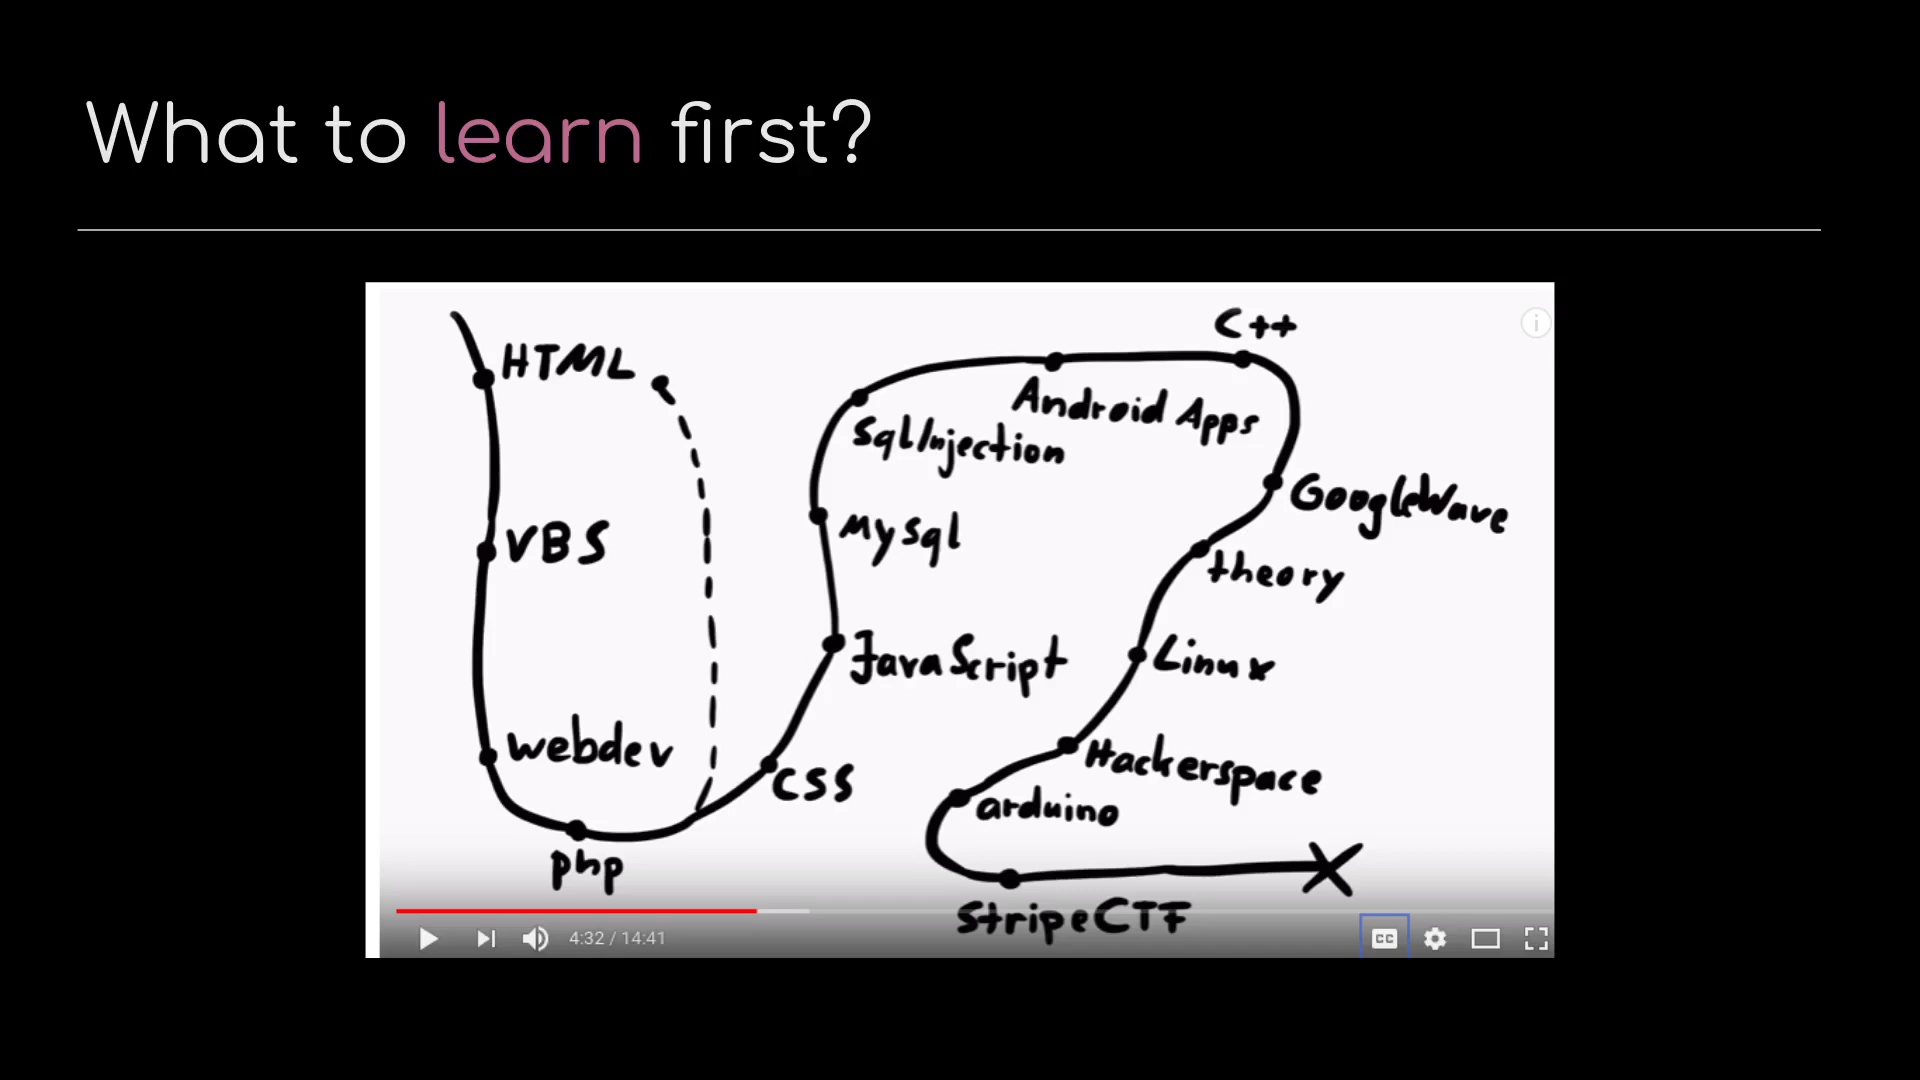 What to learn first?
HTML
VBS
webdev
php
CSS
JavaScript
Mysql
SqlInjection
Android Apps
C++
GoogleWave
theory
Linux
Hackerspace
arduino
StripeCTF
4:32 / 14:41
CC
i